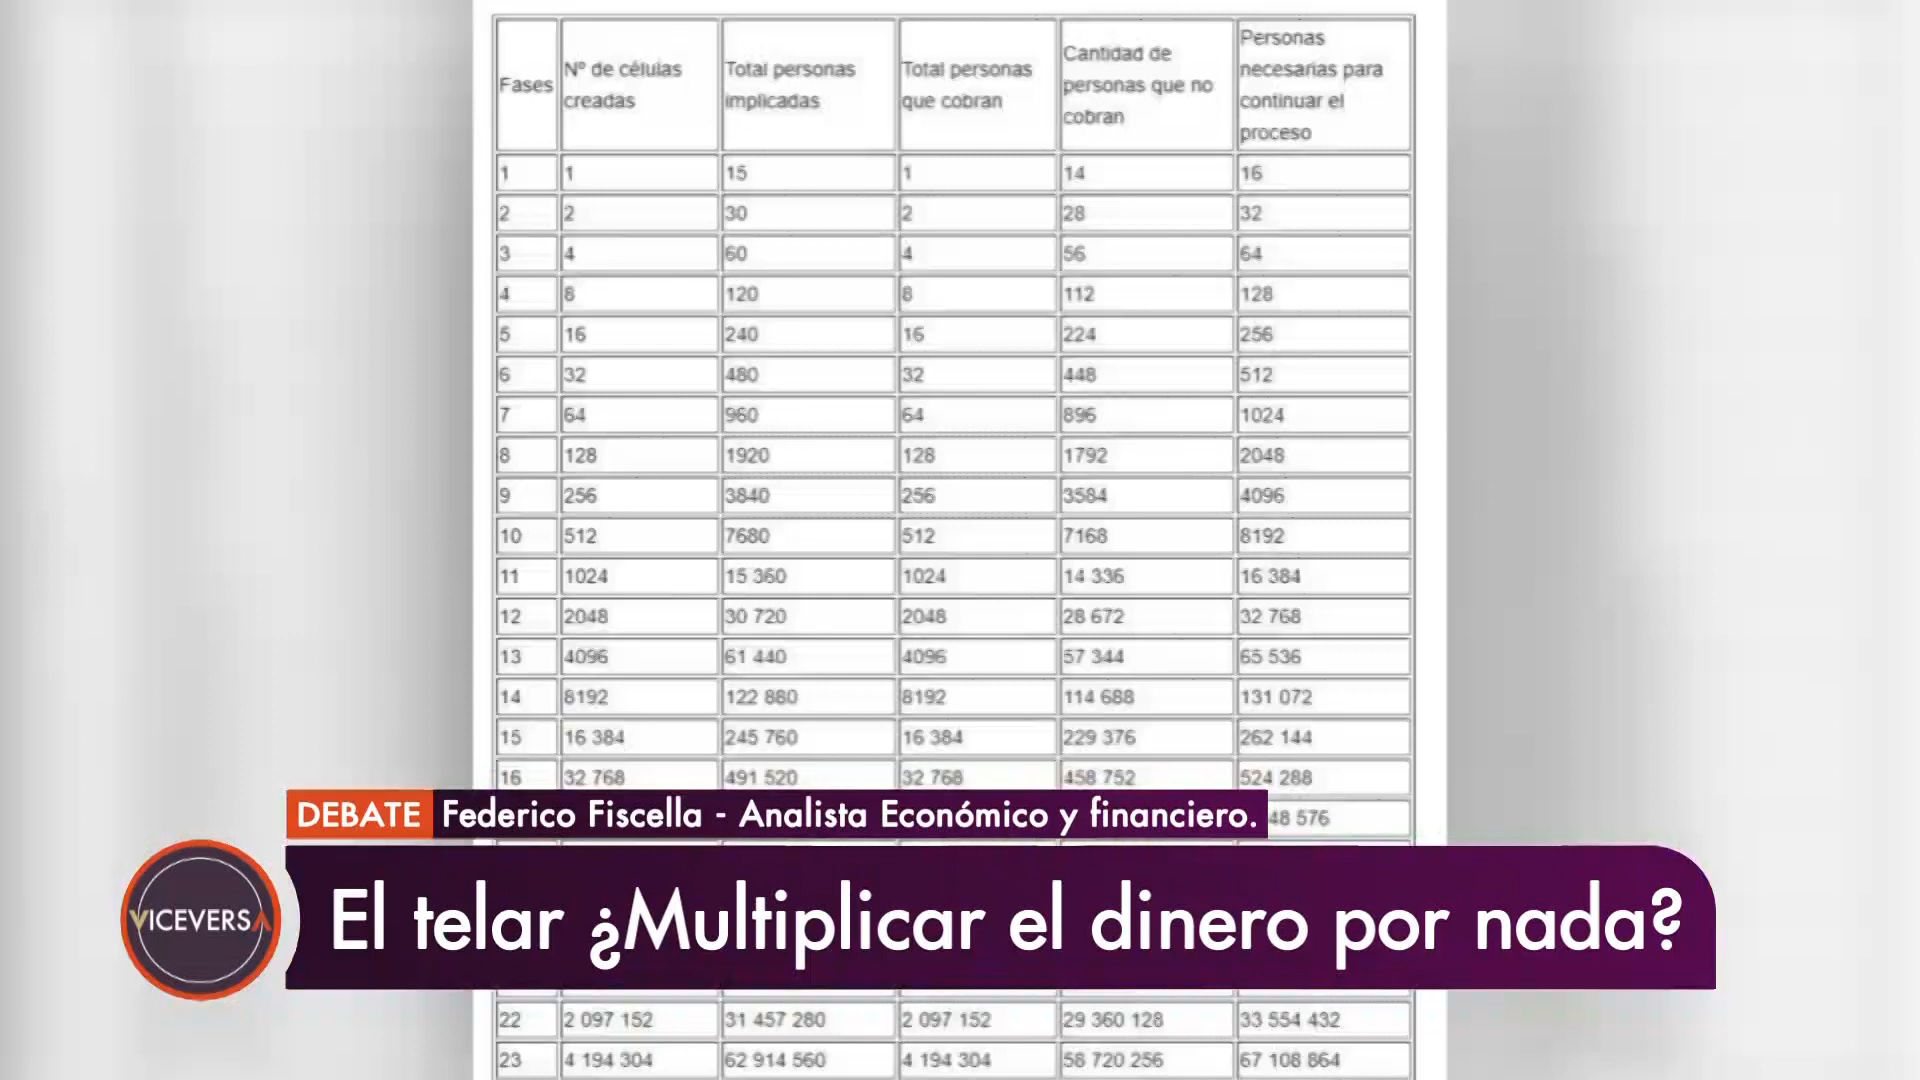 Fases Nº de células creadas Total personas implicadas Total personas que cobran Cantidad de personas que no cobran Personas necesarias para continuar el proceso
1 1 15 1 14 16
2 2 30 2 28 32
3 4 60 4 56 64
4 8 120 8 112 128
5 16 240 16 224 256
6 32 480 32 448 512
7 64 960 64 896 1024
8 128 1920 128 1792 2048
9 256 3840 256 3584 4096
10 512 7680 512 7168 8192
11 1024 15 360 1024 14 336 16 384
12 2048 30 720 2048 28 672 32 768
13 4096 61 440 4096 57 344 65 536
14 8192 122 880 8192 114 688 131 072
15 16 384 245 760 16 384 229 376 262 144
16 32 768 491 520 32 768 458 752 524 288
48 576
DEBATE Federico Fiscella - Analista Económico y financiero.
VICEVERSA
El telar ¿Multiplicar el dinero por nada?
22 2 097 152 31 457 280 2 097 152 29 360 128 33 554 432
23 4 194 304 62 914 560 4 194 304 58 720 256 67 108 864